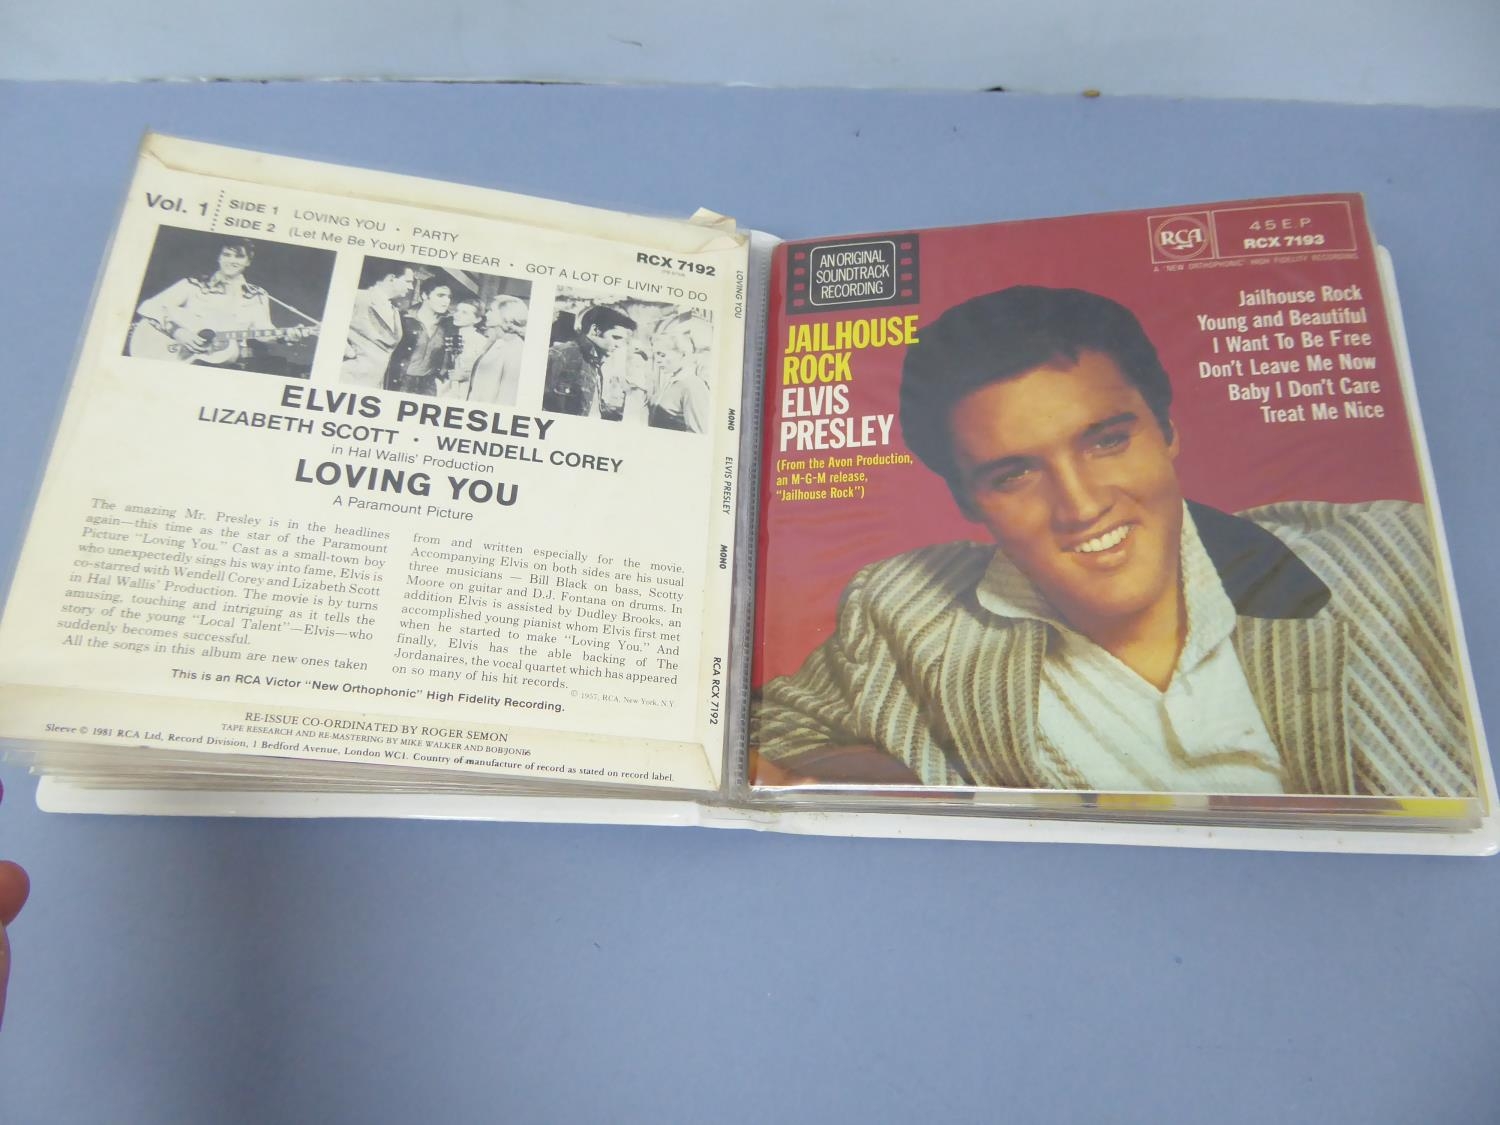 Vol. 1
SIDE 1 LOVING YOU • PARTY
SIDE 2 (Let Me Be Your) TEDDY BEAR • GOT A LOT OF LIVIN' TO DO
RCX 7192
ELVIS PRESLEY
LIZABETH SCOTT • WENDELL COREY
in Hal Wallis' Production
LOVING YOU
A Paramount Picture
The amazing Mr. Presley is in the headlines
again—this time as the star of the Paramount
Picture "Loving You." Cast as a small-town boy
who unexpectedly sings his way into fame, Elvis is
co-starred with Wendell Corey and Lizabeth Scott
in Hal Wallis' Production. The movie is by turns
amusing, touching and intriguing as it tells the
story of the young "Local Talent"—Elvis—who
suddenly becomes successful.
All the songs in this album are new ones taken
from and written especially for the movie.
Accompanying Elvis on both sides are his usual
three musicians — Bill Black on bass, Scotty
Moore on guitar and D.J. Fontana on drums. In
addition Elvis is assisted by Dudley Brooks, an
accomplished young pianist whom Elvis first met
when he started to make "Loving You." And
finally, Elvis has the able backing of The
Jordanaires, the vocal quartet which has appeared
on so many of his hit records.
© 1957, RCA, New York, N.Y.
This is an RCA Victor "New Orthophonic" High Fidelity Recording.
RE-ISSUE CO-ORDINATED BY ROGER SEMON
TAPE RESEARCH AND RE-MASTERING BY MIKE WALKER AND BOB JONES
Sleeve © 1981 RCA Ltd, Record Division, 1 Bedford Avenue, London WC1. Country of manufacture of record as stated on record label.
LOVING YOU
MONO
ELVIS PRESLEY
MONO
RCA RCX 7192
AN ORIGINAL
SOUNDTRACK
RECORDING
JAILHOUSE
ROCK
ELVIS
PRESLEY
(From the Avon Production,
an M-G-M release,
"Jailhouse Rock")
RCA
45 E.P.
RCX 7193
A "NEW ORTHOPHONIC" HIGH FIDELITY RECORDING
Jailhouse Rock
Young and Beautiful
I Want To Be Free
Don't Leave Me Now
Baby I Don't Care
Treat Me Nice